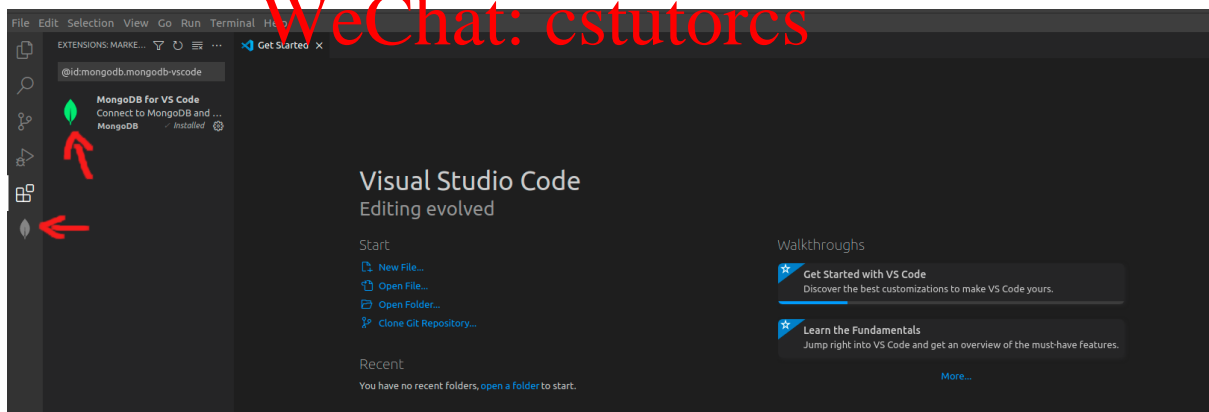 WeChat: cstutorcs
File Edit Selection View Go Run Terminal Help
EXTENSIONS: MARKE...
Get Started
@id:mongodb.mongodb-vscode
MongoDB for VS Code
Connect to MongoDB and ...
MongoDB ✓ Installed
Visual Studio Code
Editing evolved
Start
New File...
Open File...
Open Folder...
Clone Git Repository...
Recent
You have no recent folders, open a folder to start.
Walkthroughs
Get Started with VS Code
Discover the best customizations to make VS Code yours.
Learn the Fundamentals
Jump right into VS Code and get an overview of the must-have features.
More...